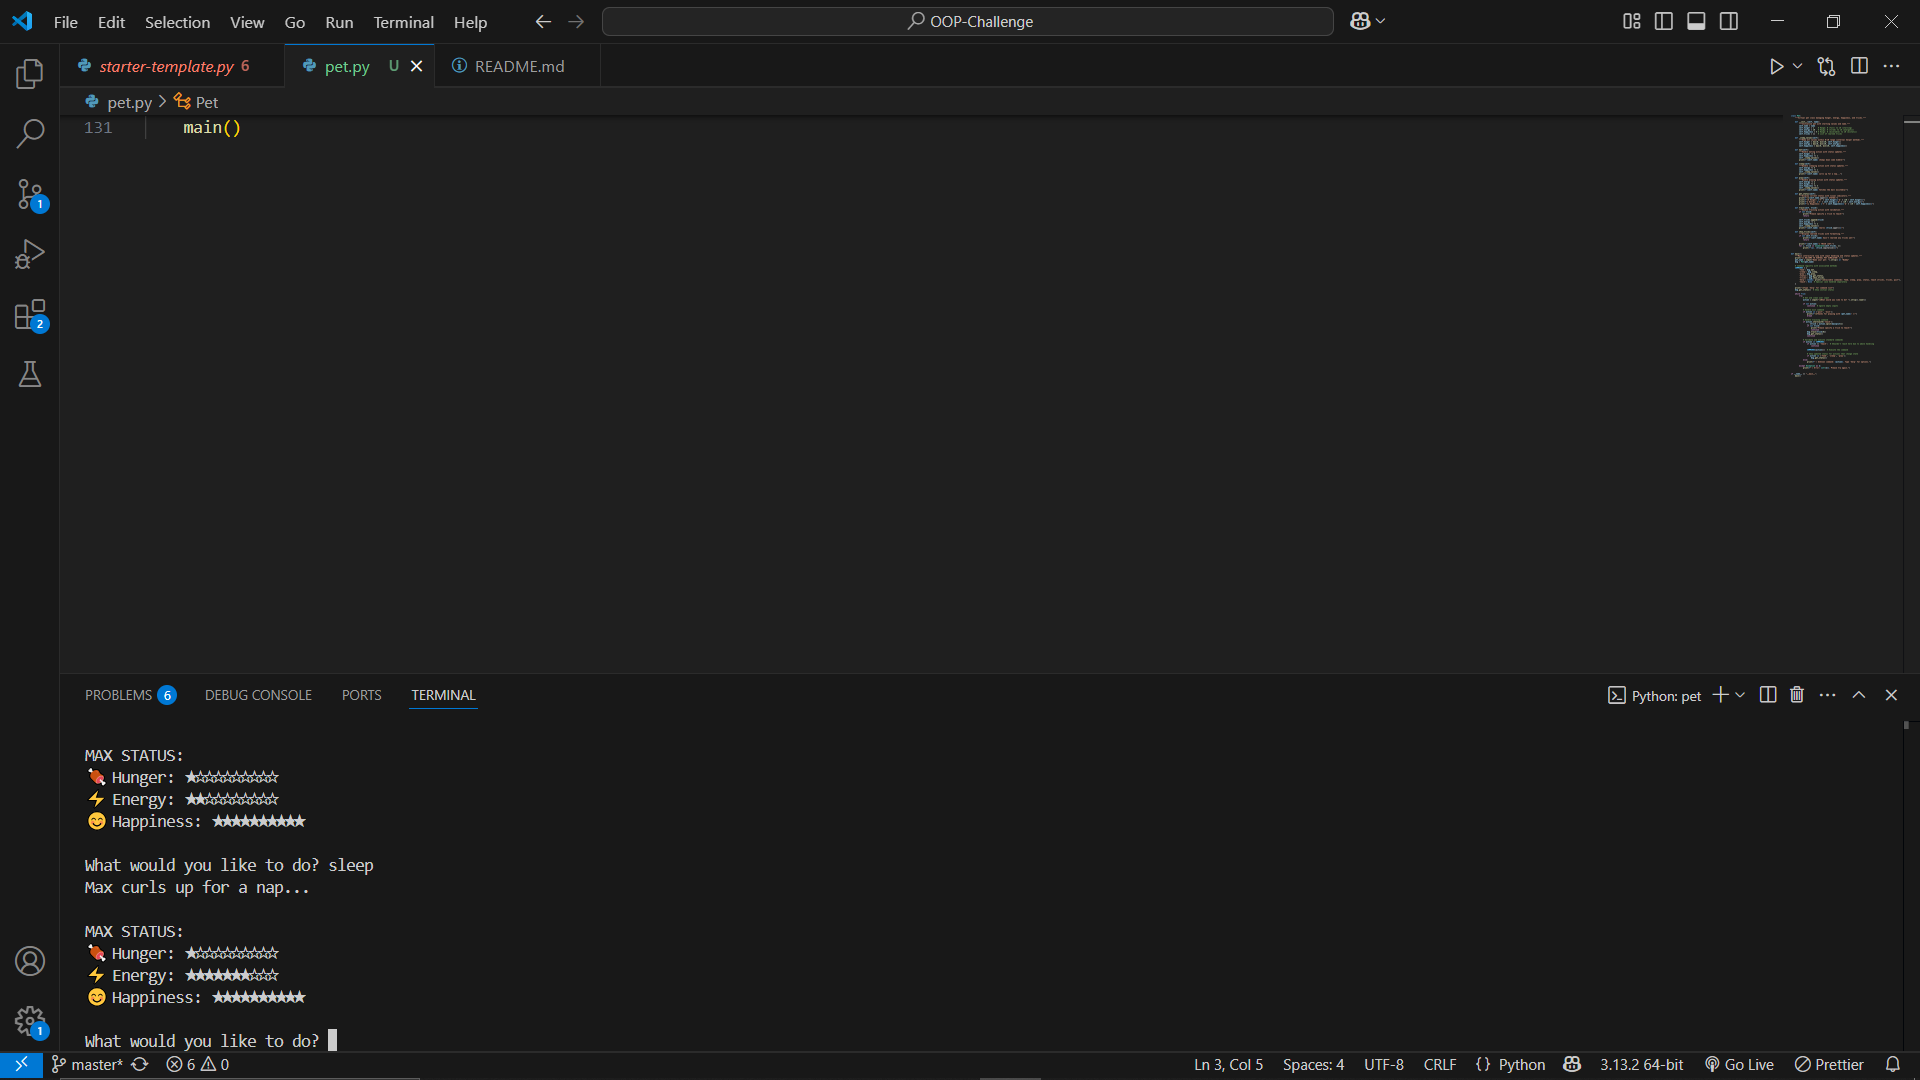 File Edit Selection View Go Run Terminal Help OOP-Challenge
starter-template.py 6 pet.py U README.md
pet.py Pet
131 main()
1
2
1
PROBLEMS 6 DEBUG CONSOLE PORTS TERMINAL Python: pet
MAX STATUS:
🍖 Hunger: ★☆☆☆☆☆☆☆☆☆
⚡ Energy: ★★☆☆☆☆☆☆☆☆
😊 Happiness: ★★★★★★★★★★
What would you like to do? sleep
Max curls up for a nap...
MAX STATUS:
🍖 Hunger: ★☆☆☆☆☆☆☆☆☆
⚡ Energy: ★★★★★★★☆☆☆
😊 Happiness: ★★★★★★★★★★
What would you like to do?
master* 6 0 Ln 3, Col 5 Spaces: 4 UTF-8 CRLF {} Python 3.13.2 64-bit Go Live Prettier